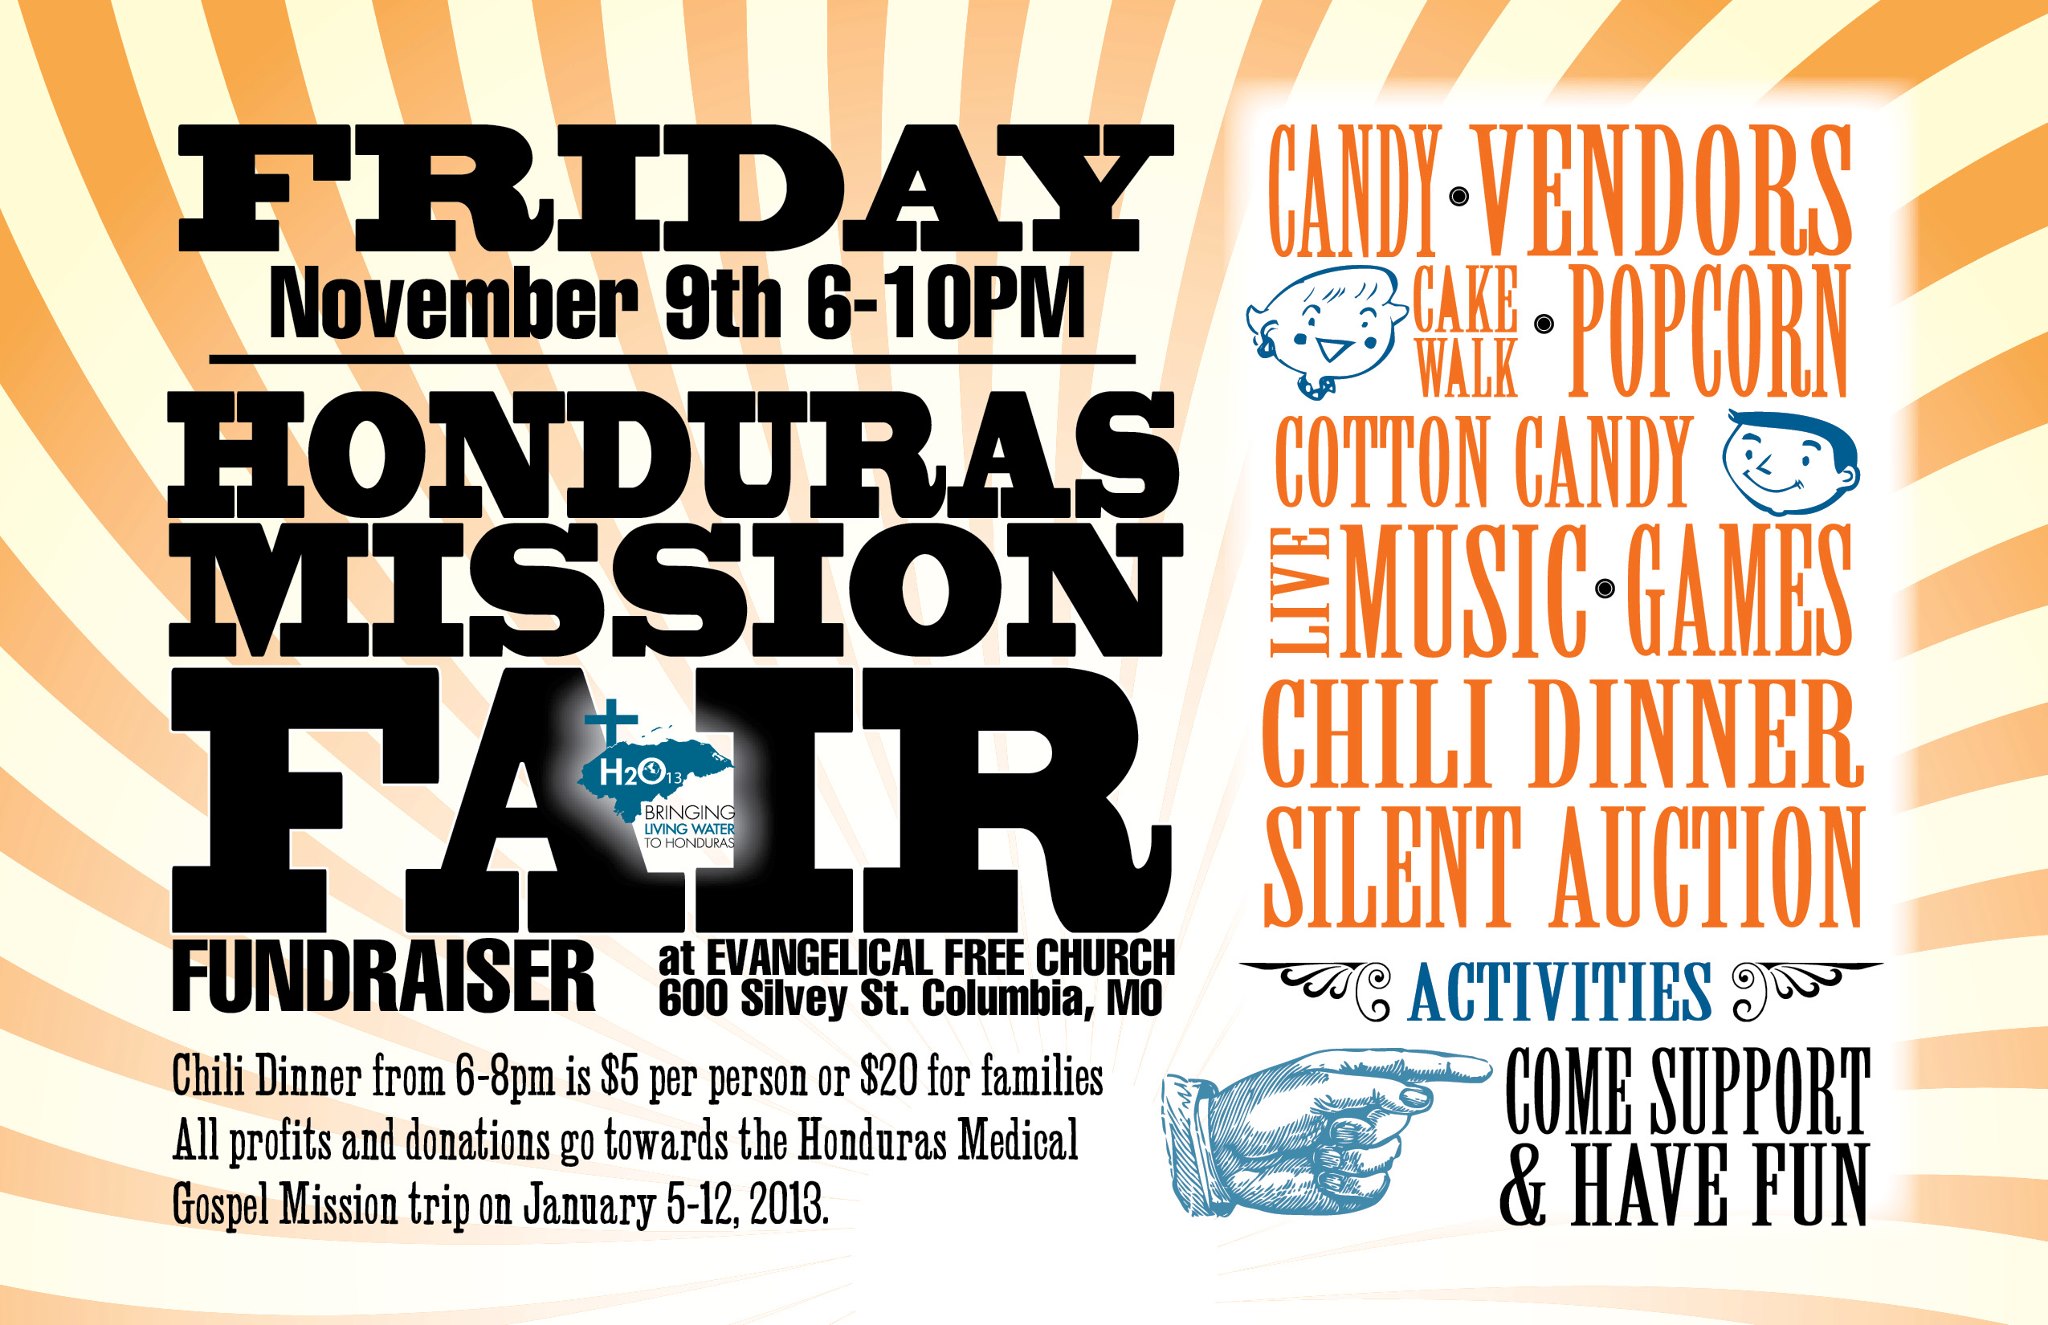 FRIDAY
November 9th 6-10PM
HONDURAS
MISSION
FAIR
H2O13
BRINGING
LIVING WATER
TO HONDURAS
FUNDRAISER
at EVANGELICAL FREE CHURCH
600 Silvey St. Columbia, MO
Chili Dinner from 6-8pm is $5 per person or $20 for families
All profits and donations go towards the Honduras Medical
Gospel Mission trip on January 5-12, 2013.
CANDY • VENDORS
CAKE WALK • POPCORN
COTTON CANDY
LIVE MUSIC • GAMES
CHILI DINNER
SILENT AUCTION
ACTIVITIES
COME SUPPORT
& HAVE FUN